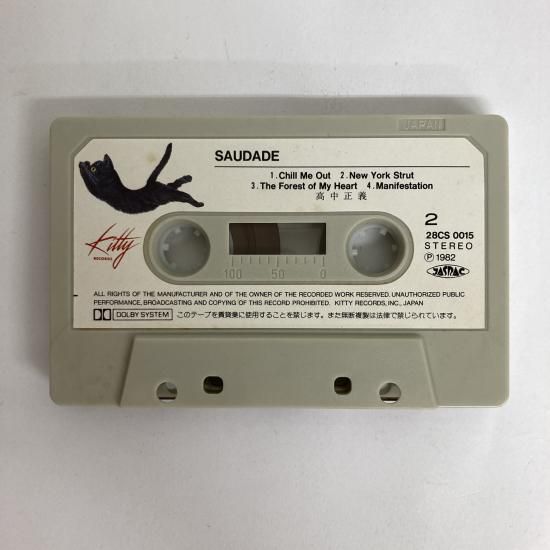 JAPAN
SAUDADE
1.Chill Me Out 2.New York Strut
3.The Forest of My Heart 4.Manifestation
高中正義
Kitty
RECORDS
2
28CS 0015
STEREO
Ⓟ1982
JASRAC
100 50 0
ALL RIGHTS OF THE MANUFACTURER AND OF THE OWNER OF THE RECORDED WORK RESERVED. UNAUTHORIZED PUBLIC
PERFORMANCE, BROADCASTING AND COPYING OF THIS RECORD PROHIBITED. KITTY RECORDS, INC., JAPAN
DOLBY SYSTEM このテープを賃貸業に使用することを禁じます。また無断複製は法律で禁じられています。